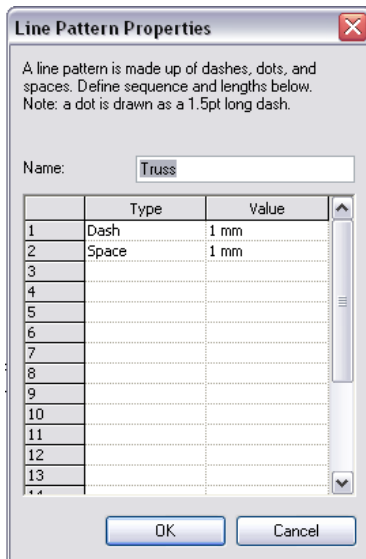 Line Pattern Properties
A line pattern is made up of dashes, dots, and
spaces. Define sequence and lengths below.
Note: a dot is drawn as a 1.5pt long dash.
Name: Truss
Type Value
1 Dash 1 mm
2 Space 1 mm
3
4
5
6
7
8
9
10
11
12
13
OK Cancel